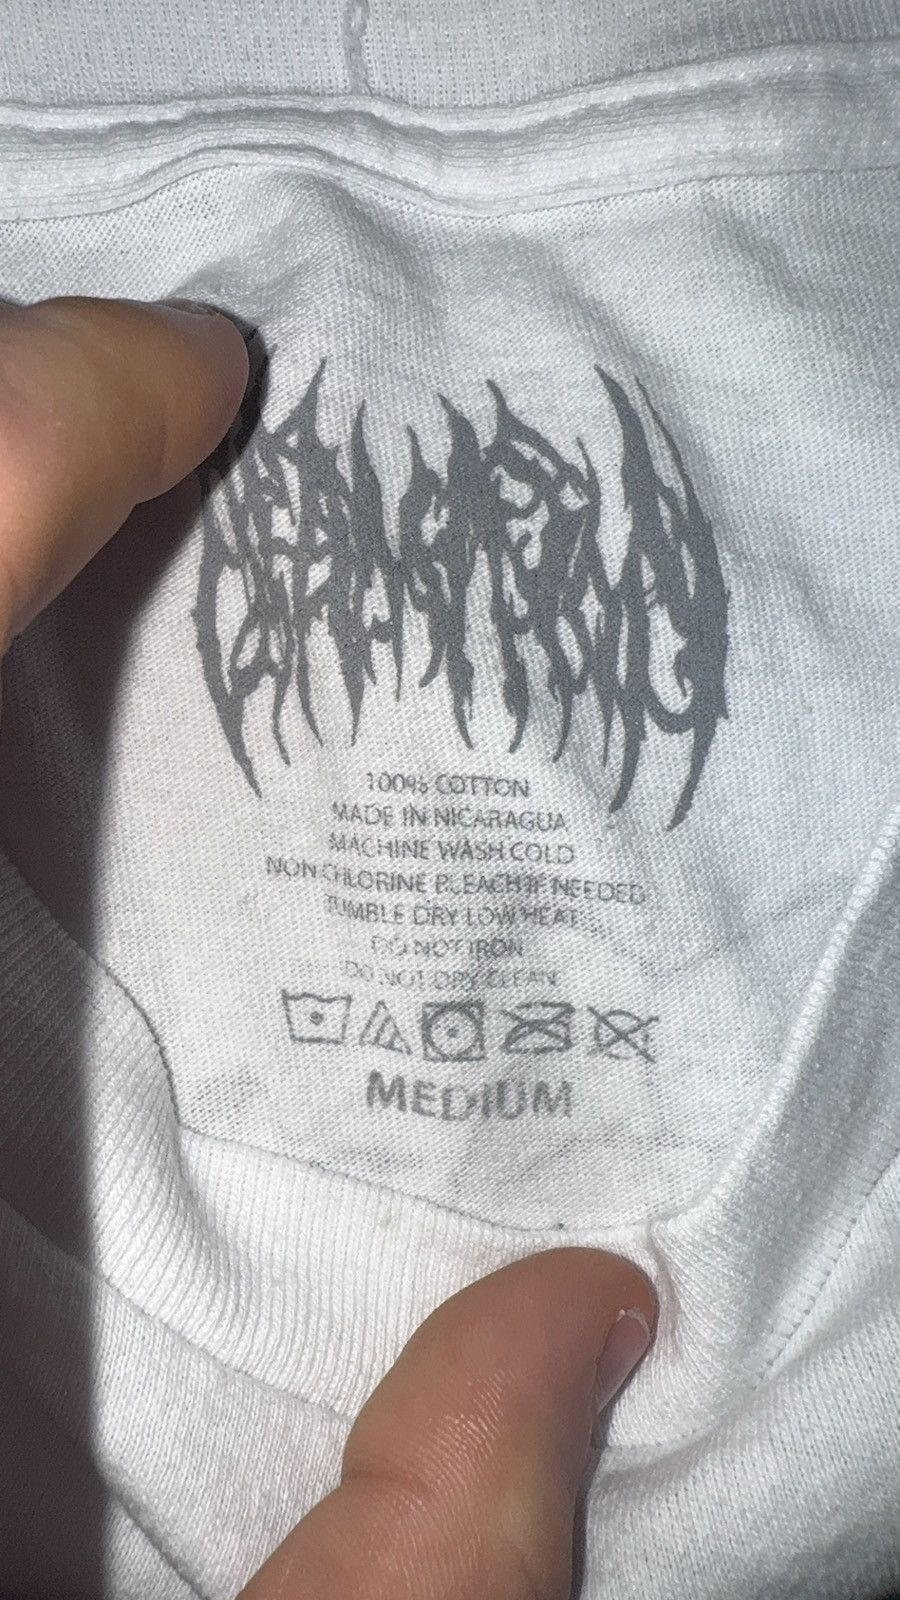 100% COTTON
MADE IN NICARAGUA
MACHINE WASH COLD
NON CHLORINE BLEACH IF NEEDED
TUMBLE DRY LOW HEAT
DO NOT IRON
DO NOT DRY CLEAN
MEDIUM